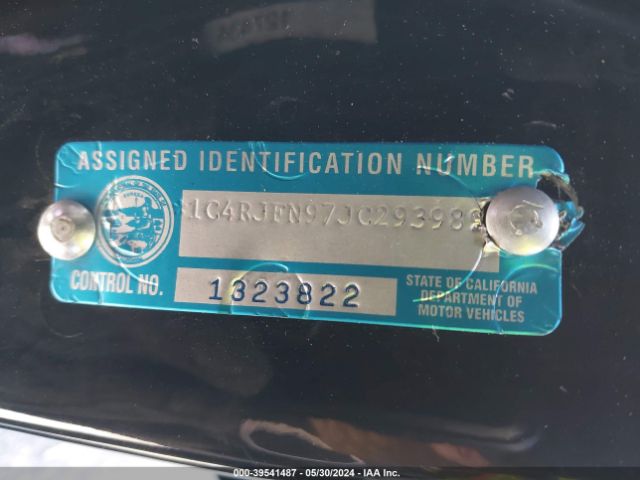 ASSIGNED IDENTIFICATION NUMBER
1C4RJFN97JC29398
CONTROL NO. 1323822
STATE OF CALIFORNIA
DEPARTMENT OF
MOTOR VEHICLES
000-39541487 - 05/30/2024 - IAA Inc.